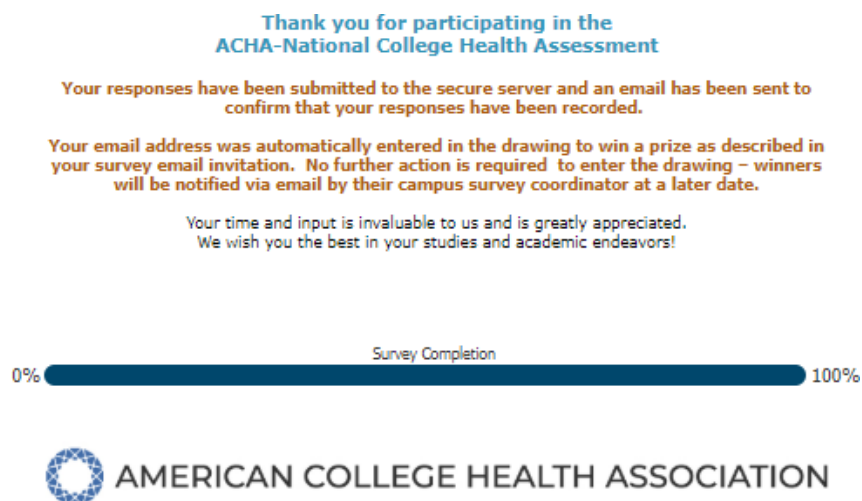 Thank you for participating in the
ACHA-National College Health Assessment
Your responses have been submitted to the secure server and an email has been sent to
confirm that your responses have been recorded.
Your email address was automatically entered in the drawing to win a prize as described in
your survey email invitation.  No further action is required  to enter the drawing – winners
will be notified via email by their campus survey coordinator at a later date.
Your time and input is invaluable to us and is greatly appreciated.
We wish you the best in your studies and academic endeavors!
Survey Completion
0% 100%
AMERICAN COLLEGE HEALTH ASSOCIATION